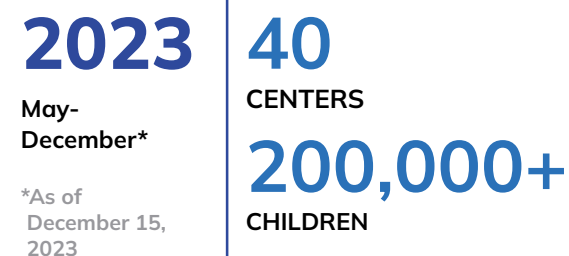 2023
May-
December*
*As of
December 15,
2023
40
CENTERS
200,000+
CHILDREN